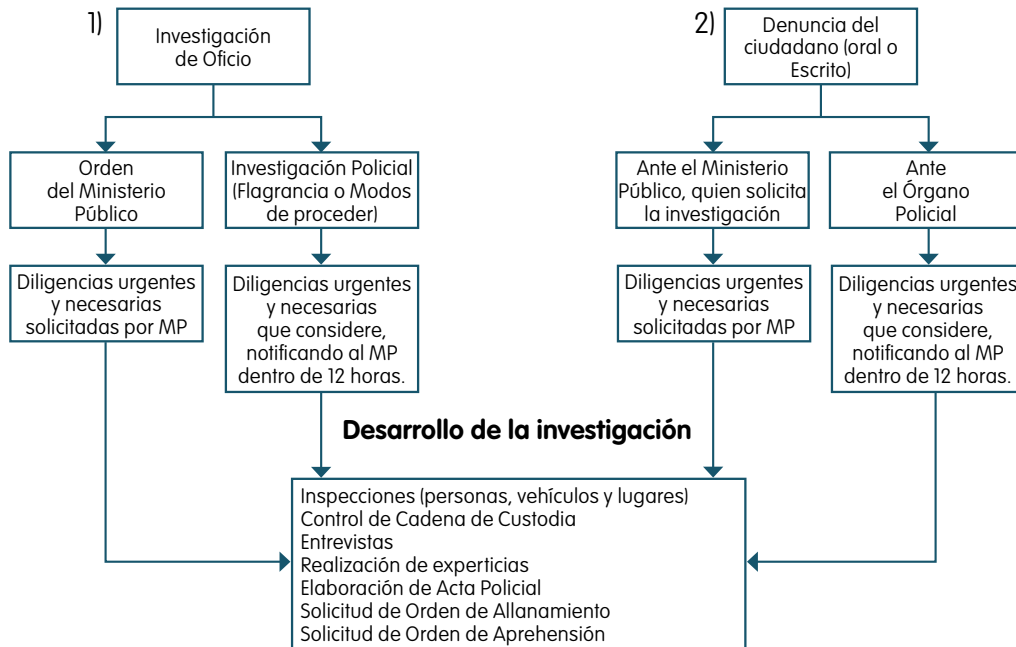 1)
Investigación
de Oficio
2)
Denuncia del
ciudadano (oral o
Escrito)
Orden
del Ministerio
Público
Investigación Policial
(Flagrancia o Modos
de proceder)
Ante el Ministerio
Público, quien solicita
la investigación
Ante
el Órgano
Policial
Diligencias urgentes
y necesarias
solicitadas por MP
Diligencias urgentes
y necesarias
que considere,
notificando al MP
dentro de 12 horas.
Diligencias urgentes
y necesarias
solicitadas por MP
Diligencias urgentes
y necesarias
que considere,
notificando al MP
dentro de 12 horas.
Desarrollo de la investigación
Inspecciones (personas, vehículos y lugares)
Control de Cadena de Custodia
Entrevistas
Realización de experticias
Elaboración de Acta Policial
Solicitud de Orden de Allanamiento
Solicitud de Orden de Aprehensión